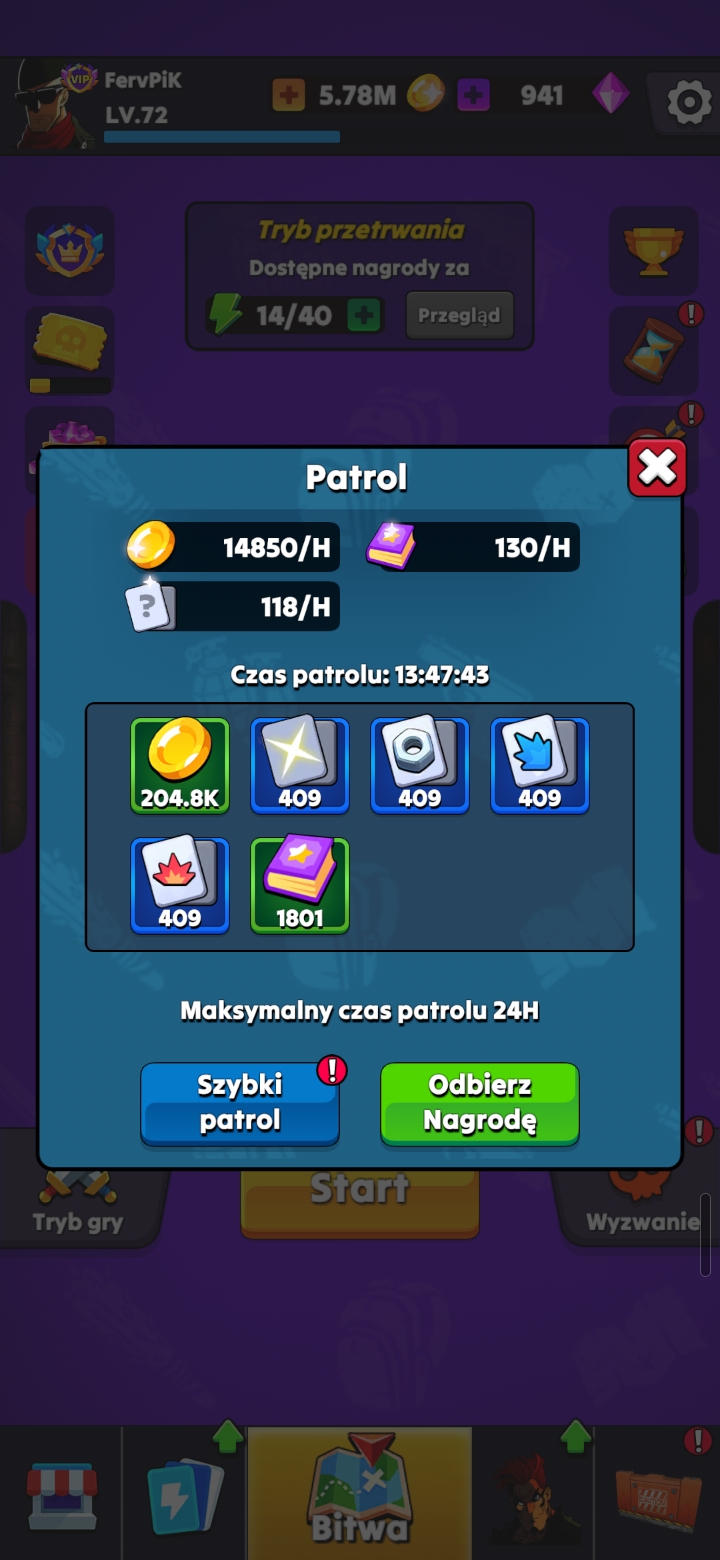 VIP
FervPiK
5.78M
941
LV.72
Tryb przetrwania
Dostępne nagrody za
14/40
Przegląd
Patrol
14850/H
130/H
?
118/H
Czas patrolu: 13:47:43
204.8K
409
409
409
409
1801
Maksymalny czas patrolu 24H
Szybki
patrol
Odbierz
Nagrodę
Start
Tryb gry
Wyzwanie
Bitwa